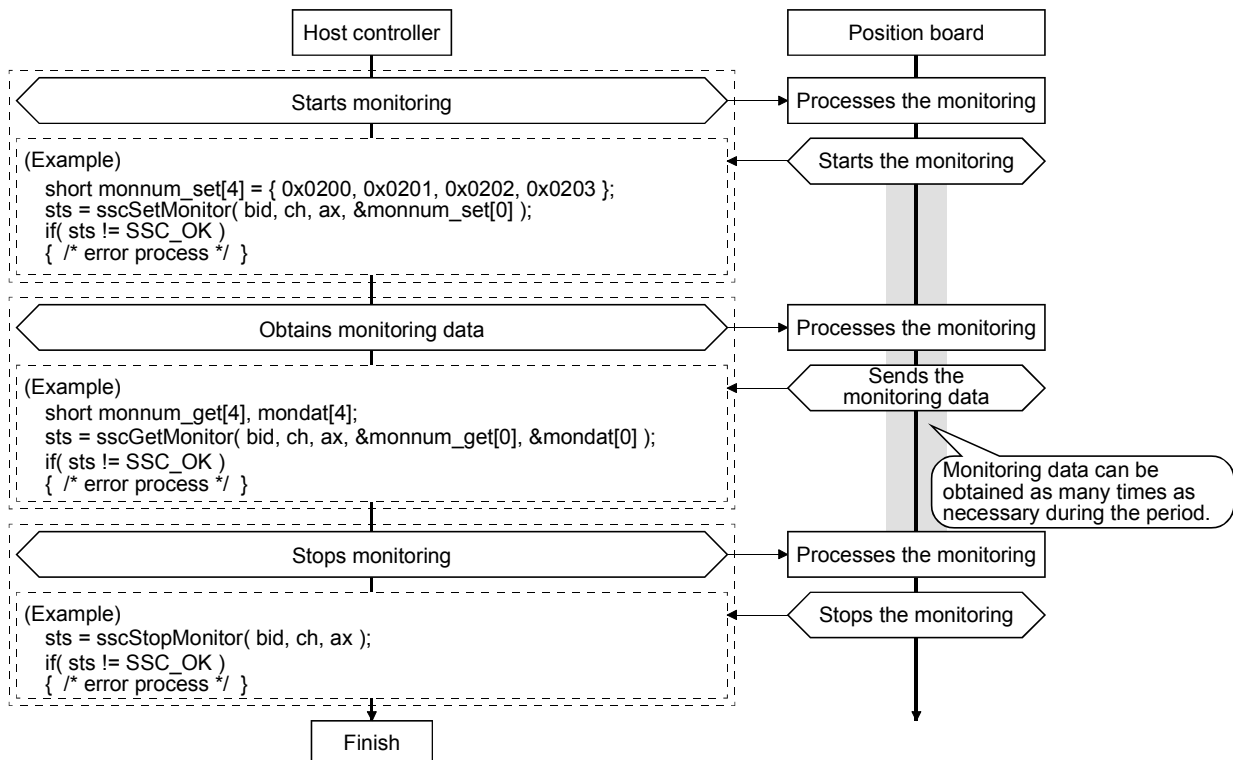 Host controller
Position board
Starts monitoring
Processes the monitoring
(Example)
short monnum_set[4] = { 0x0200, 0x0201, 0x0202, 0x0203 };
sts = sscSetMonitor( bid, ch, ax, &monnum_set[0] );
if( sts != SSC_OK )
{  /* error process */  }
Starts the monitoring
Obtains monitoring data
Processes the monitoring
(Example)
short monnum_get[4], mondat[4];
sts = sscGetMonitor( bid, ch, ax, &monnum_get[0], &mondat[0] );
if( sts != SSC_OK )
{  /* error process */  }
Sends the
monitoring data
Monitoring data can be
obtained as many times as
necessary during the period.
Stops monitoring
Processes the monitoring
(Example)
sts = sscStopMonitor( bid, ch, ax );
if( sts != SSC_OK )
{  /* error process */  }
Stops the monitoring
Finish